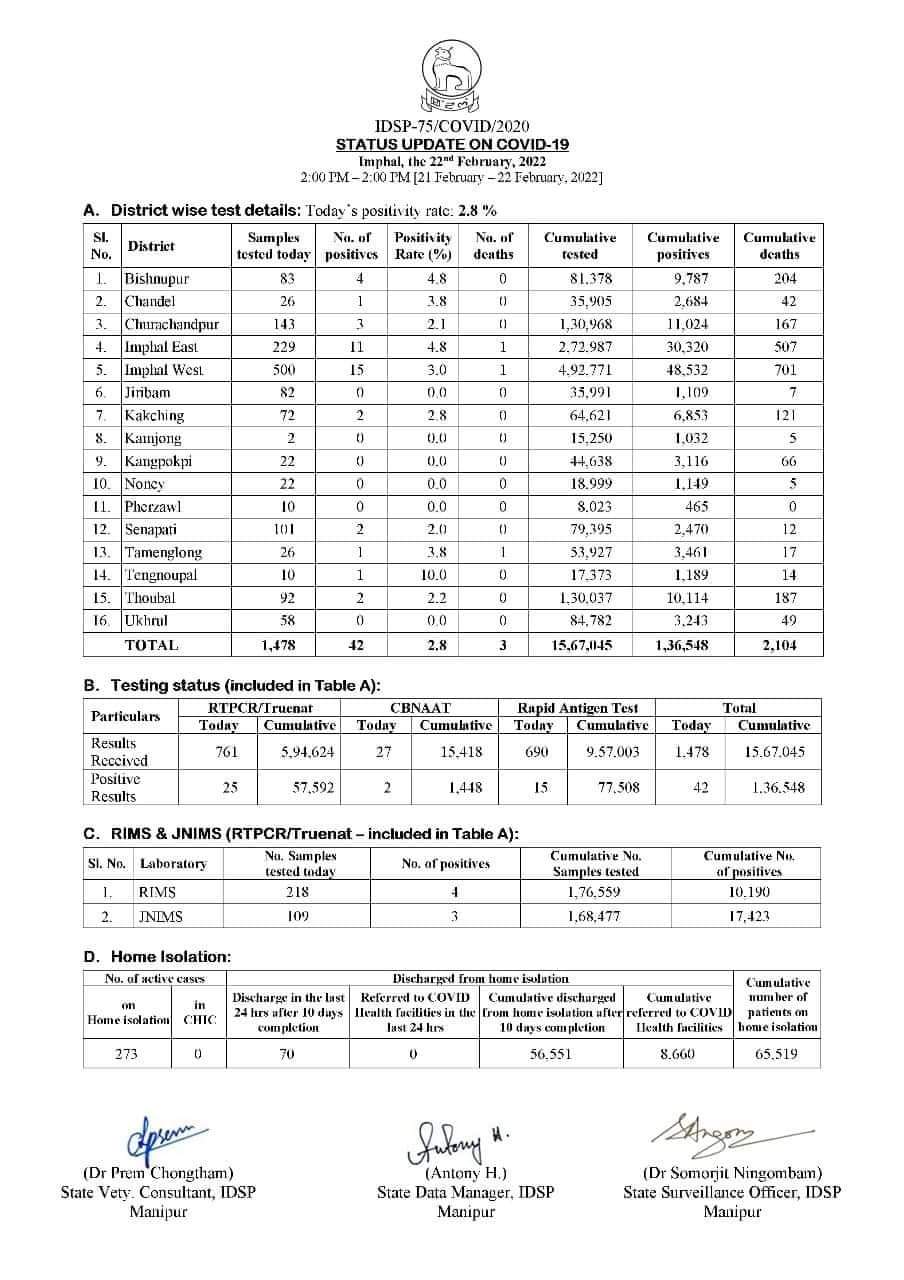 IDSP-75/COVID/2020
STATUS UPDATE ON COVID-19
Imphal, the 22nd February, 2022
2:00 PM – 2:00 PM [21 February – 22 February, 2022]
A. District wise test details: Today's positivity rate: 2.8 %
Sl. No. District Samples tested today No. of positives Positivity Rate (%) No. of deaths Cumulative tested Cumulative positives Cumulative deaths
1. Bishnupur 83 4 4.8 0 81,378 9,787 204
2. Chandel 26 1 3.8 0 35,905 2,684 42
3. Churachandpur 143 3 2.1 0 1,30,968 11,024 167
4. Imphal East 229 11 4.8 1 2,72,987 30,320 507
5. Imphal West 500 15 3.0 1 4,92,771 48,532 701
6. Jiribam 82 0 0.0 0 35,991 1,109 7
7. Kakching 72 2 2.8 0 64,621 6,853 121
8. Kamjong 2 0 0.0 0 15,250 1,032 5
9. Kangpokpi 22 0 0.0 0 44,638 3,116 66
10. Noney 22 0 0.0 0 18,999 1,149 5
11. Pherzawl 10 0 0.0 0 8,023 465 0
12. Senapati 101 2 2.0 0 79,395 2,470 12
13. Tamenglong 26 1 3.8 1 53,927 3,461 17
14. Tengnoupal 10 1 10.0 0 17,373 1,189 14
15. Thoubal 92 2 2.2 0 1,30,037 10,114 187
16. Ukhrul 58 0 0.0 0 84,782 3,243 49
TOTAL 1,478 42 2.8 3 15,67,045 1,36,548 2,104
B. Testing status (included in Table A):
Particulars RTPCR/Truenat CBNAAT Rapid Antigen Test Total
Today Cumulative Today Cumulative Today Cumulative Today Cumulative
Results Received 761 5,94,624 27 15,418 690 9,57,003 1,478 15,67,045
Positive Results 25 57,592 2 1,448 15 77,508 42 1,36,548
C. RIMS & JNIMS (RTPCR/Truenat – included in Table A):
Sl. No. Laboratory No. Samples tested today No. of positives Cumulative No. Samples tested Cumulative No. of positives
1. RIMS 218 4 1,76,559 10,190
2. JNIMS 109 3 1,68,477 17,423
D. Home Isolation:
No. of active cases Discharged from home isolation Cumulative number of patients on home isolation
on Home isolation in CHIC Discharge in the last 24 hrs after 10 days completion Referred to COVID Health facilities in the last 24 hrs Cumulative discharged from home isolation after 10 days completion Cumulative referred to COVID Health facilities
273 0 70 0 56,551 8,660 65,519
Antony H.
(Dr Prem Chongtham) (Antony H.) (Dr Somorjit Ningombam)
State Vety. Consultant, IDSP State Data Manager, IDSP State Surveillance Officer, IDSP
Manipur Manipur Manipur